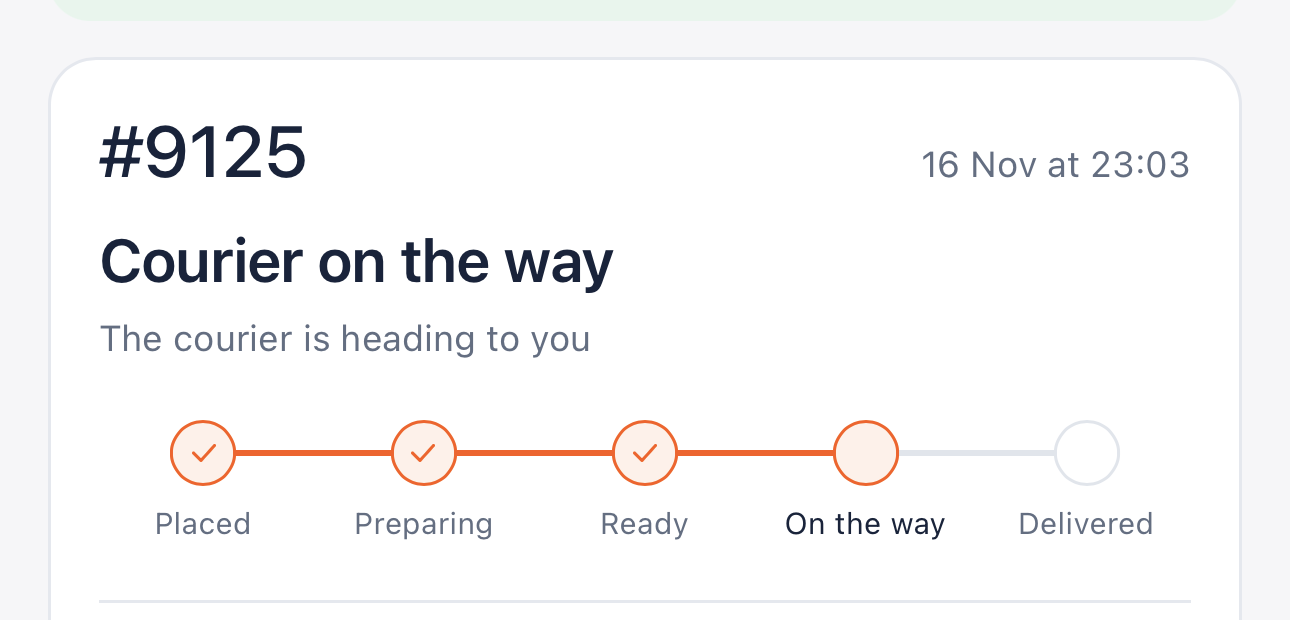 #9125
16 Nov at 23:03
Courier on the way
The courier is heading to you
Placed
Preparing
Ready
On the way
Delivered